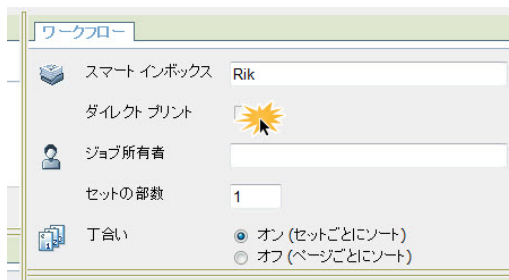 ワークフロー
スマート インボックス Rik
ダイレクト プリント
ジョブ所有者
セットの部数 1
丁合い オン (セットごとにソート)
オフ (ページごとにソート)